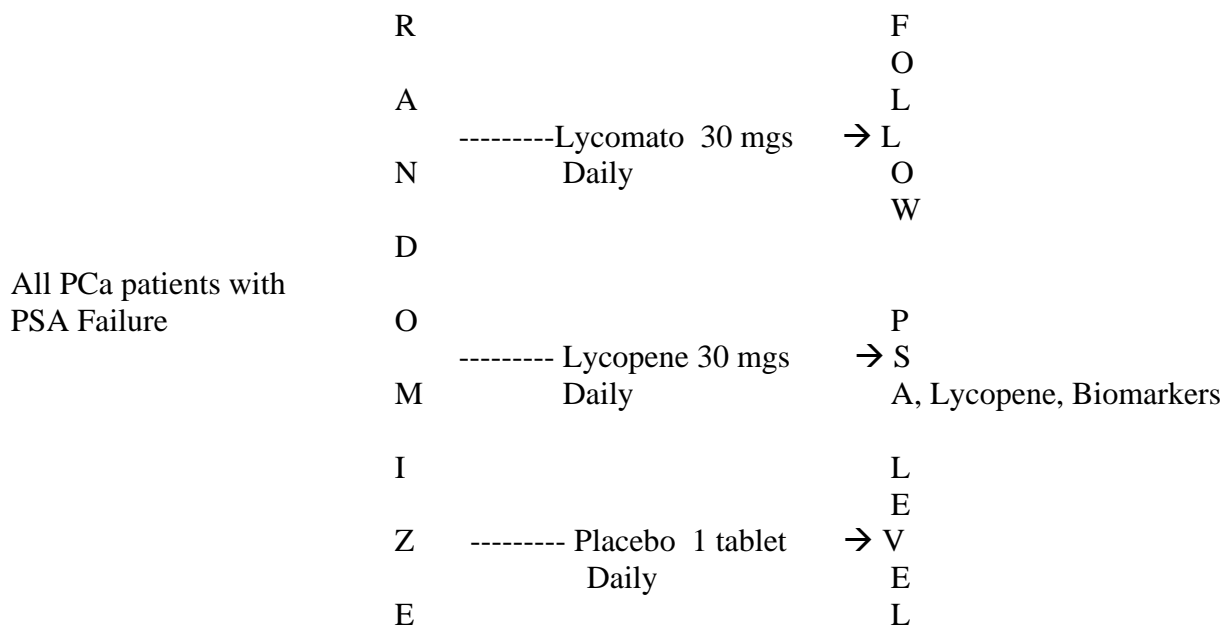 R F
O
A L
---------Lycomato 30 mgs → L
N Daily O
W
D
All PCa patients with
PSA Failure O P
--------- Lycopene 30 mgs → S
M Daily A, Lycopene, Biomarkers
I L
E
Z --------- Placebo 1 tablet → V
Daily E
E L